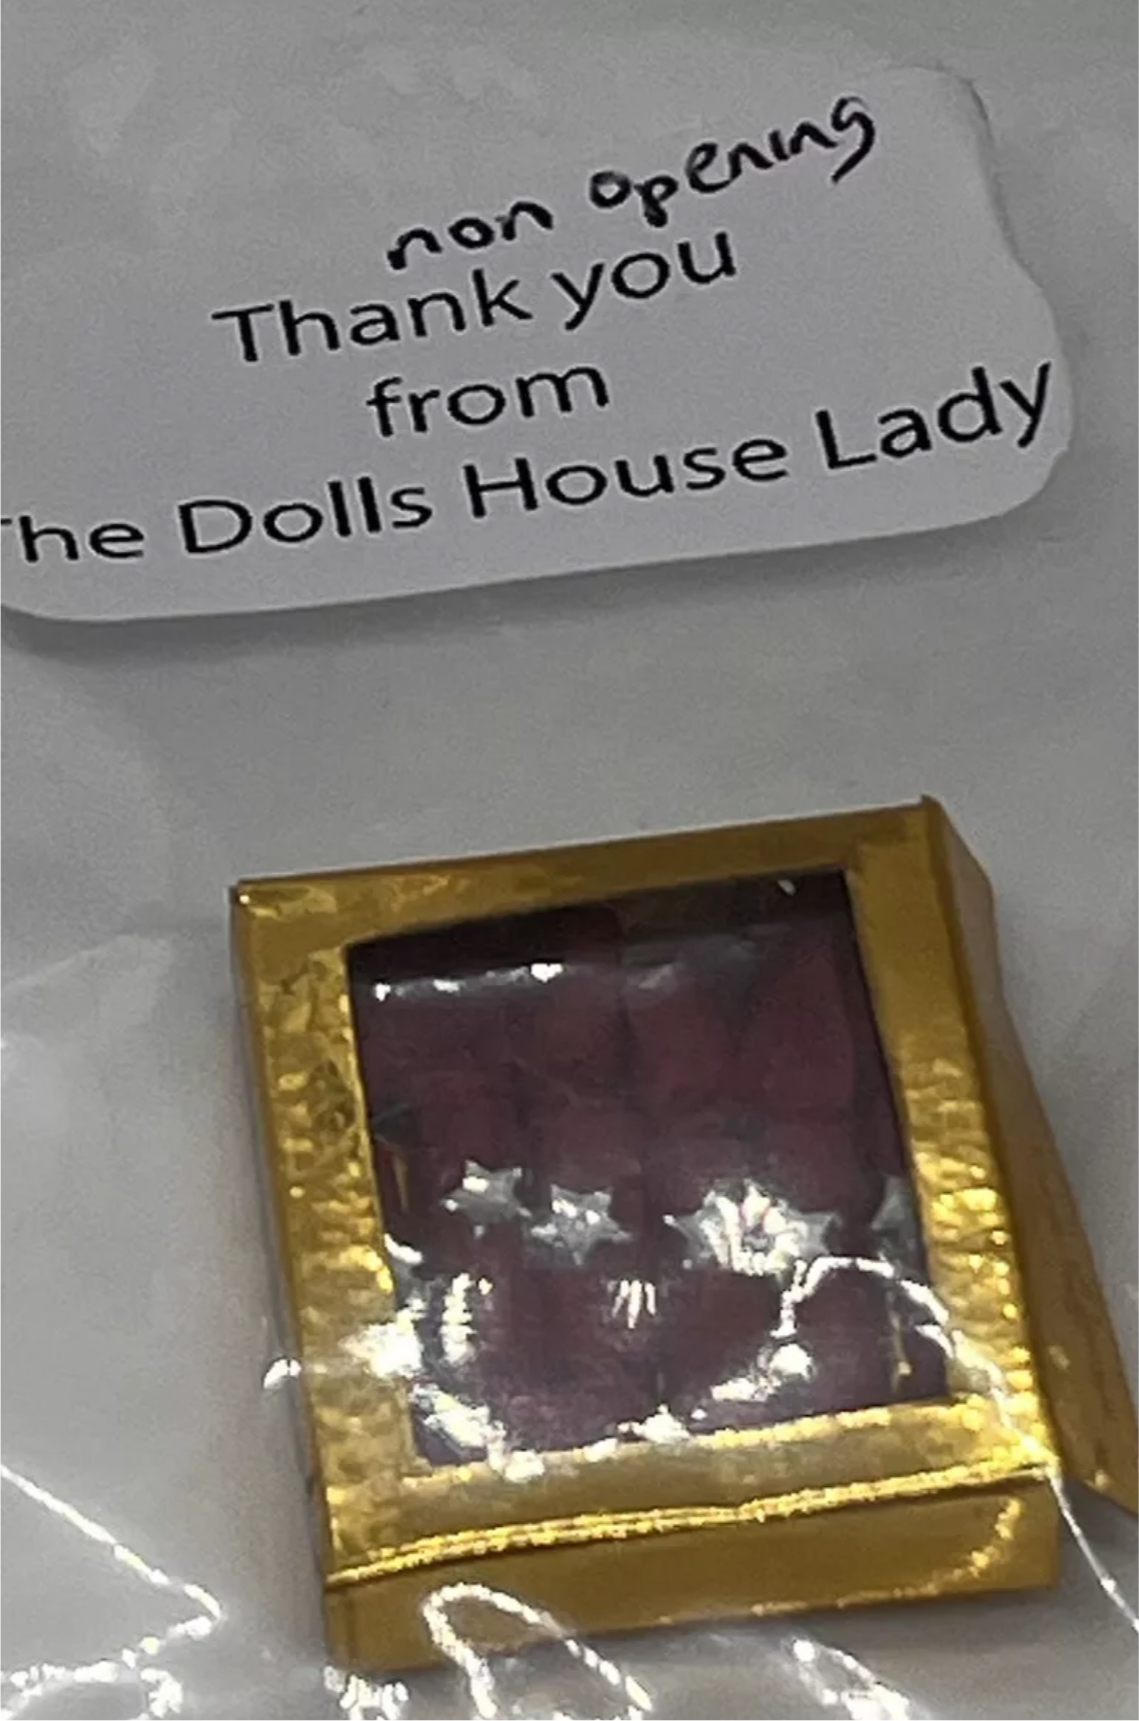 non opening
Thank you
from
he Dolls House Lady